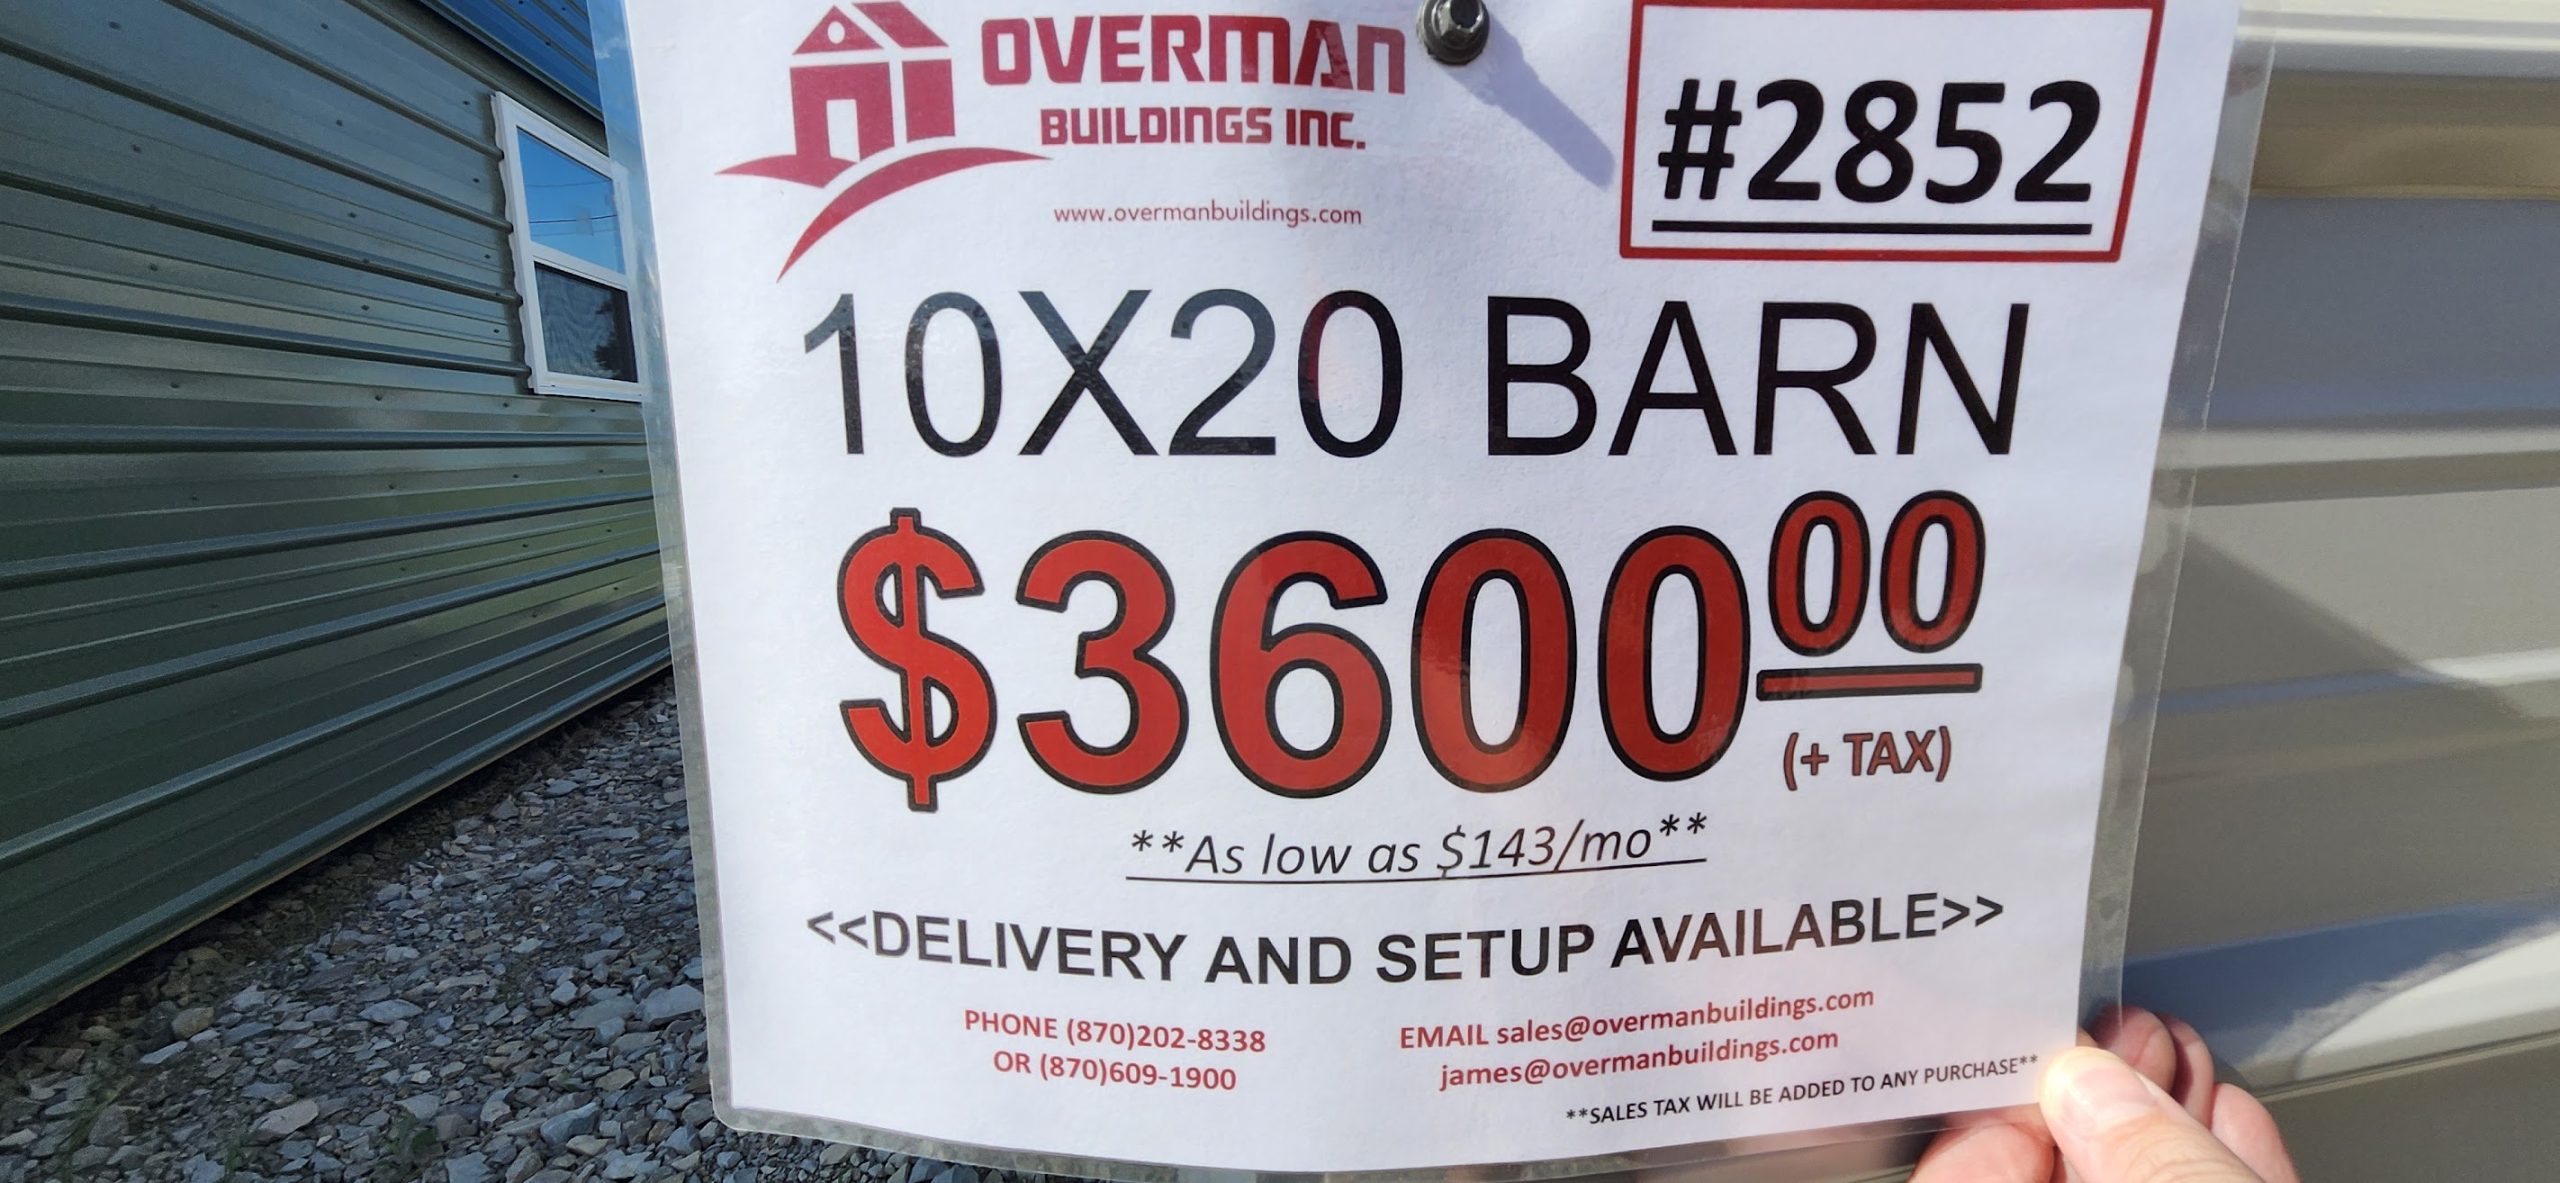 OVERMAN
BUILDINGS INC.
www.overmanbuildings.com
#2852
10X20 BARN
$3600⁰⁰
(+ TAX)
**As low as $143/mo**
<<DELIVERY AND SETUP AVAILABLE>>
PHONE (870)202-8338
OR (870)609-1900
EMAIL sales@overmanbuildings.com
james@overmanbuildings.com
**SALES TAX WILL BE ADDED TO ANY PURCHASE**